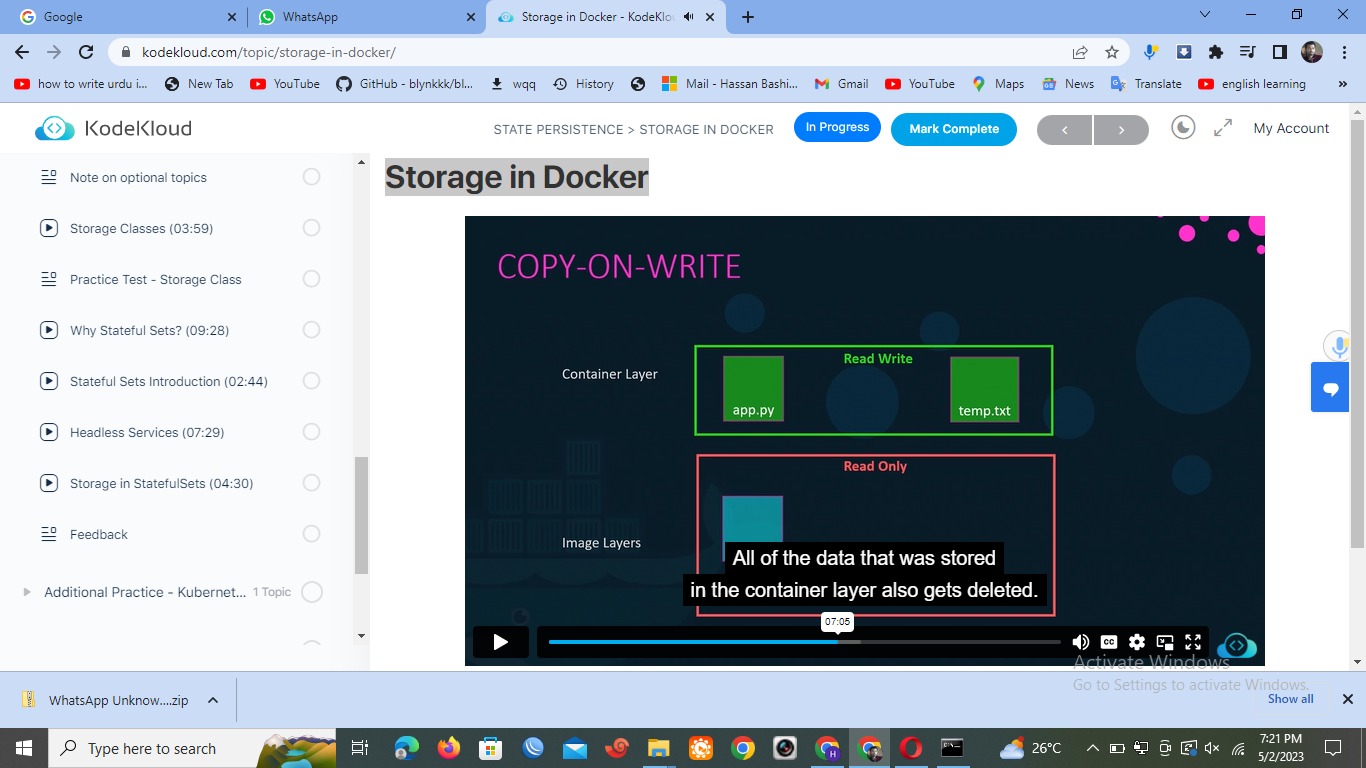 Google
WhatsApp
Storage in Docker - KodeKlo
kodekloud.com/topic/storage-in-docker/
how to write urdu i...
New Tab
YouTube
GitHub - blynkkk/bl...
wqq
History
Mail - Hassan Bashi...
Gmail
YouTube
Maps
News
Translate
english learning
»
KodeKloud
STATE PERSISTENCE > STORAGE IN DOCKER
In Progress
Mark Complete
My Account
Note on optional topics
Storage Classes (03:59)
Practice Test - Storage Class
Why Stateful Sets? (09:28)
Stateful Sets Introduction (02:44)
Headless Services (07:29)
Storage in StatefulSets (04:30)
Feedback
Additional Practice - Kubernet... 1 Topic
Storage in Docker
COPY-ON-WRITE
Container Layer
Read Write
app.py
temp.txt
Read Only
Image Layers
All of the data that was stored
in the container layer also gets deleted.
07:05
CC
Activate Windows
Go to Settings to activate Windows.
WhatsApp Unknow....zip
Show all
Type here to search
26°C
7:21 PM
5/2/2023